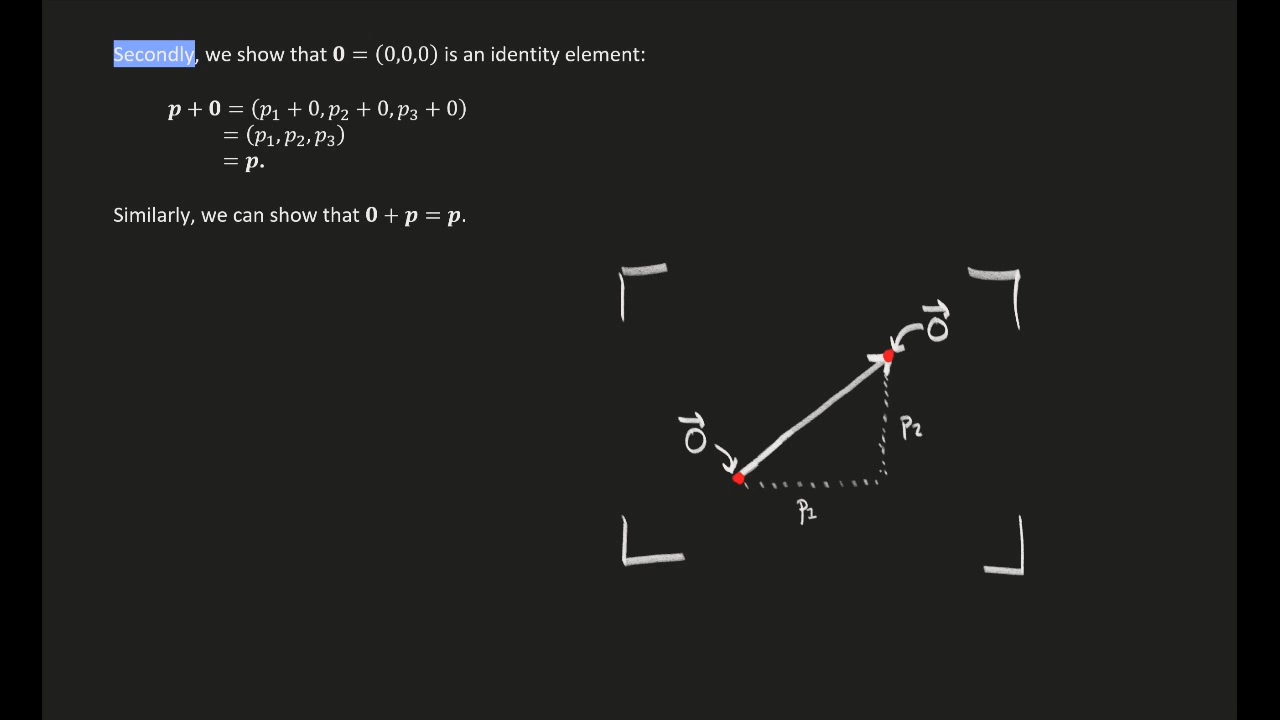 Secondly, we show that 𝟎 = (0,0,0) is an identity element:
𝒑 + 𝟎 = (𝑝₁ + 0, 𝑝₂ + 0, 𝑝₃ + 0)
= (𝑝₁, 𝑝₂, 𝑝₃)
= 𝒑.
Similarly, we can show that 𝟎 + 𝒑 = 𝒑.
0⃗
0⃗
p₂
p₁